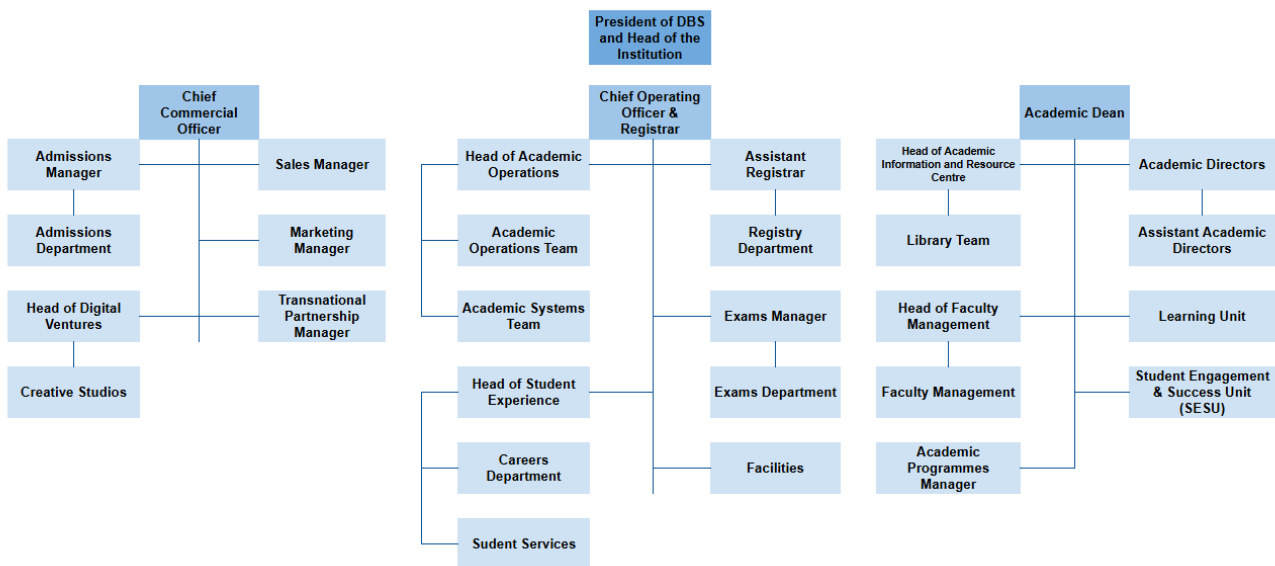 President of DBS
and Head of the
Institution
Chief
Commercial
Officer
Chief Operating
Officer &
Registrar
Academic Dean
Admissions
Manager
Sales Manager
Head of Academic
Operations
Assistant
Registrar
Head of Academic
Information and Resource
Centre
Academic Directors
Admissions
Department
Marketing
Manager
Academic
Operations Team
Registry
Department
Library Team
Assistant Academic
Directors
Head of Digital
Ventures
Transnational
Partnership
Manager
Academic Systems
Team
Exams Manager
Head of Faculty
Management
Learning Unit
Creative Studios
Head of Student
Experience
Exams Department
Faculty Management
Student Engagement
& Success Unit
(SESU)
Careers
Department
Facilities
Academic
Programmes
Manager
Sudent Services